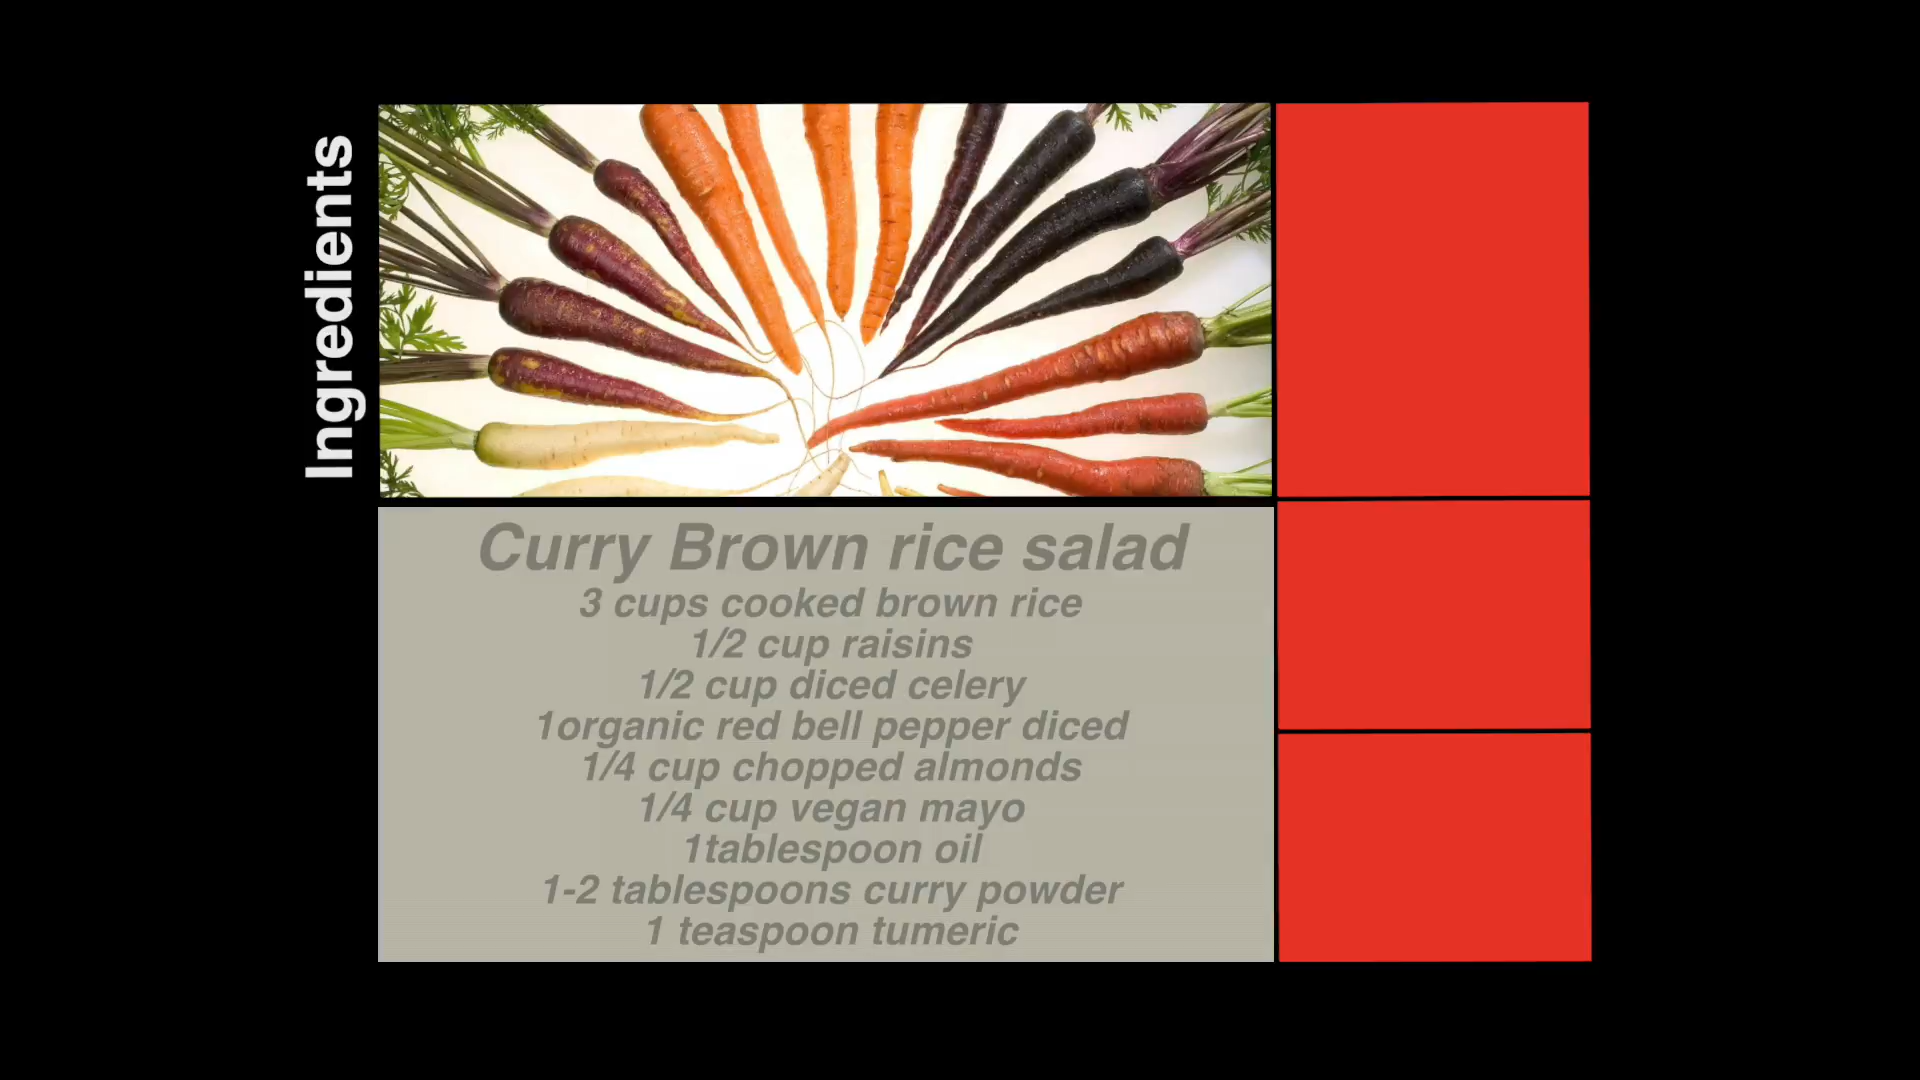 Ingredients
Curry Brown rice salad
3 cups cooked brown rice
1/2 cup raisins
1/2 cup diced celery
1organic red bell pepper diced
1/4 cup chopped almonds
1/4 cup vegan mayo
1tablespoon oil
1-2 tablespoons curry powder
1 teaspoon tumeric